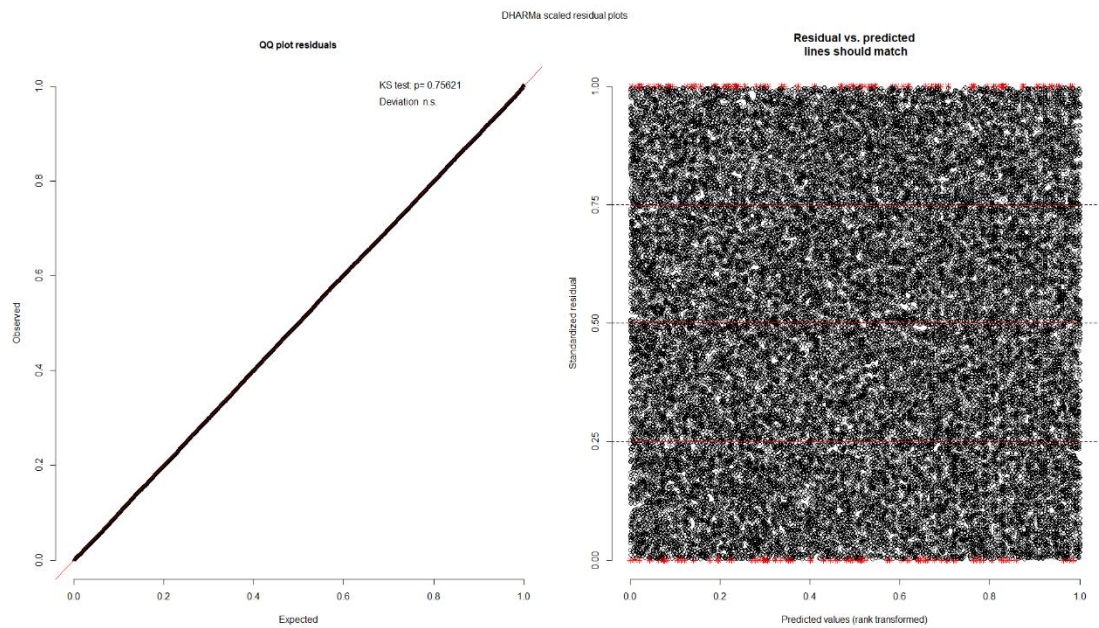 DHARMa scaled residual plots
QQ plot residuals
KS test: p= 0.75621
Deviation n.s.
1.0
0.8
0.6
0.4
0.2
0.0
Observed
0.0 0.2 0.4 0.6 0.8 1.0
Expected
Residual vs. predicted
lines should match
1.00
0.75
0.50
0.25
0.00
Standardized residual
0.0 0.2 0.4 0.6 0.8 1.0
Predicted values (rank transformed)